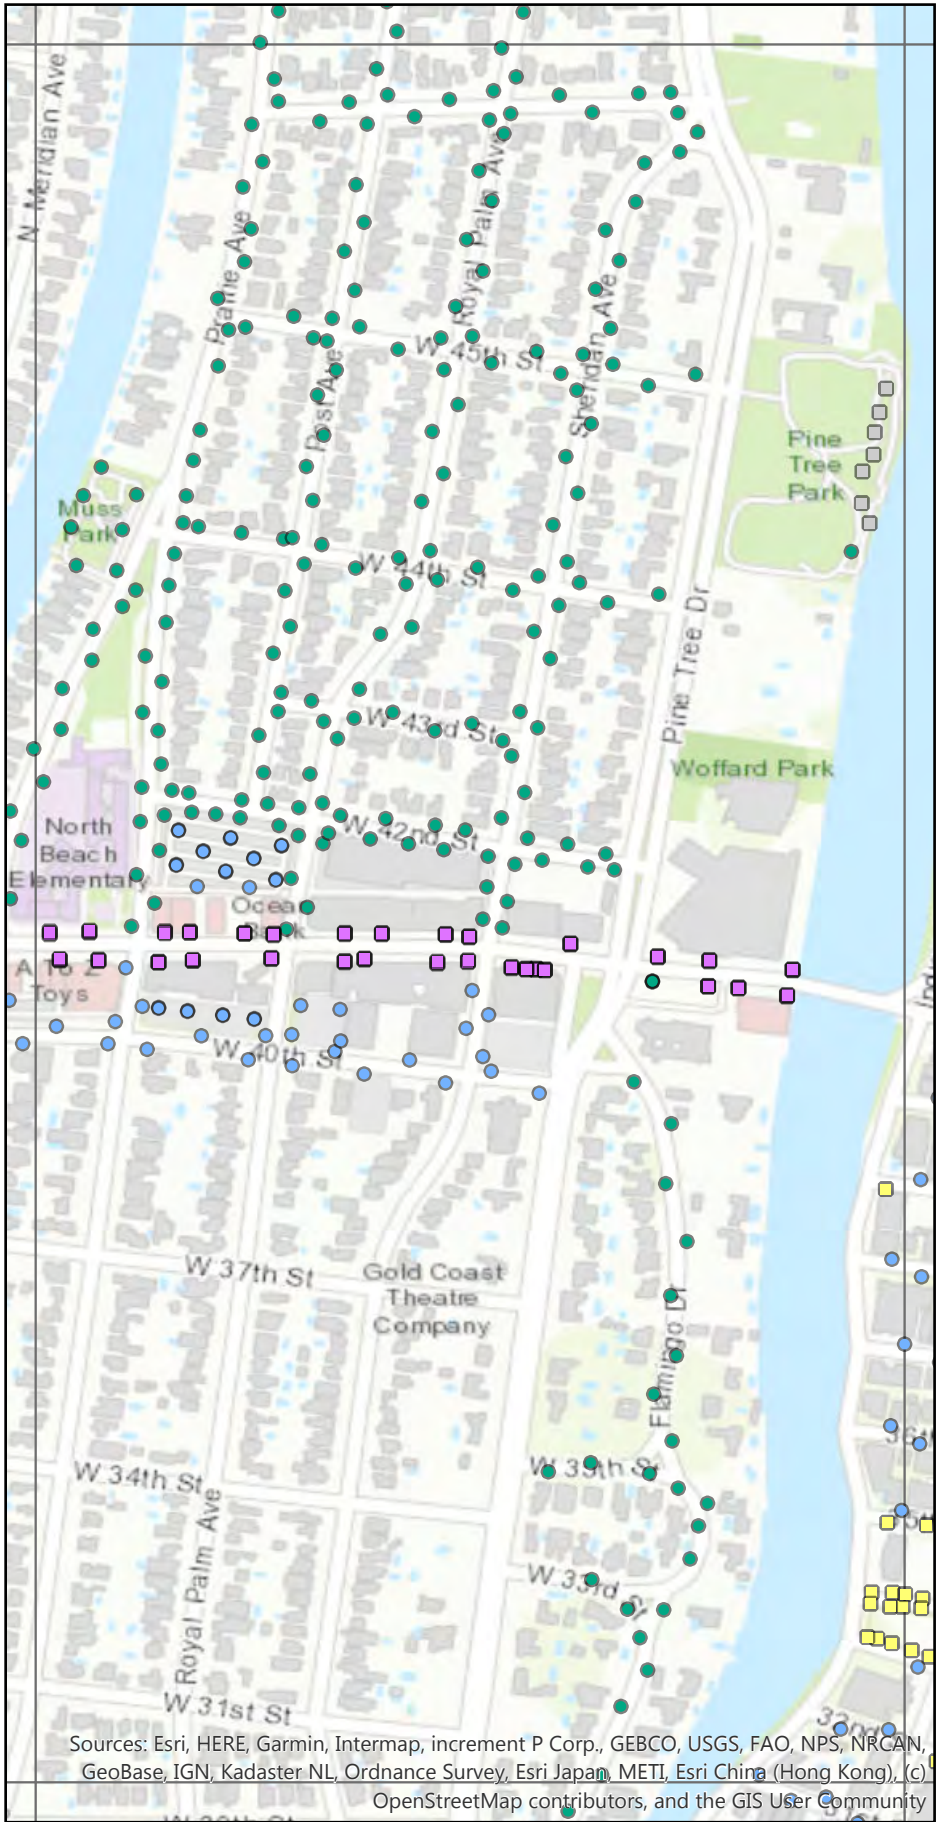 N Meridian Ave
Prairie Ave
Royal Palm Ave
Sheridan Ave
W 45th St
Post Ave
Pine
Tree
Park
Muss
Park
W 44th St
Pine Tree Dr
W 43rd St
Woffard Park
North
Beach
Elementary
W 42nd St
Ocean
Bank
A To Z
Toys
W 40th St
W 37th St
Gold Coast
Theatre
Company
Flamingo Dr
W 34th St
W 35th St
Royal Palm Ave
W 33rd St
W 31st St
32nd
Sources: Esri, HERE, Garmin, Intermap, increment P Corp., GEBCO, USGS, FAO, NPS, NRCAN,
GeoBase, IGN, Kadaster NL, Ordnance Survey, Esri Japan, METI, Esri China (Hong Kong), (c)
OpenStreetMap contributors, and the GIS User Community